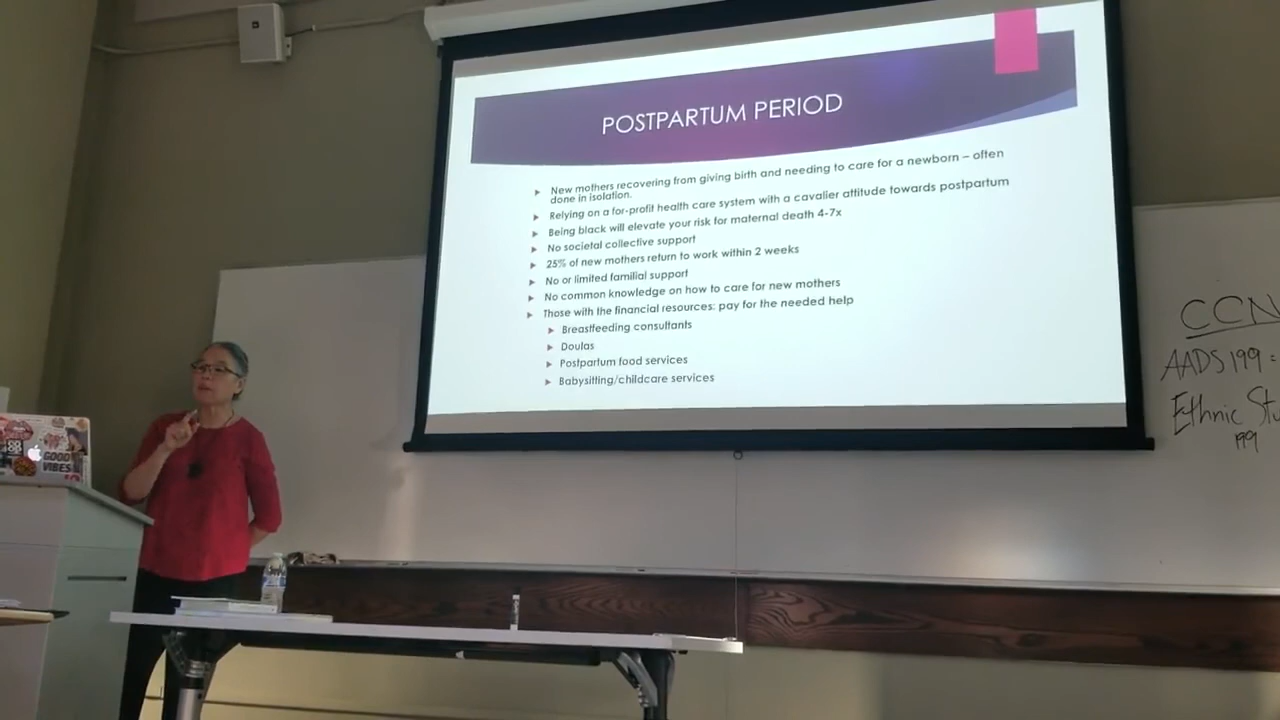 POSTPARTUM PERIOD
New mothers recovering from giving birth and needing to care for a newborn – often
done in isolation.
Relying on a for-profit health care system with a cavalier attitude towards postpartum
Being black will elevate your risk for maternal death 4-7x
No societal collective support
25% of new mothers return to work within 2 weeks
No or limited familial support
No common knowledge on how to care for new mothers
Those with the financial resources: pay for the needed help
Breastfeeding consultants
Doulas
Postpartum food services
Babysitting/childcare services
CCN
AADS 199 =
Ethnic Stu
199
GOOD
VIBES